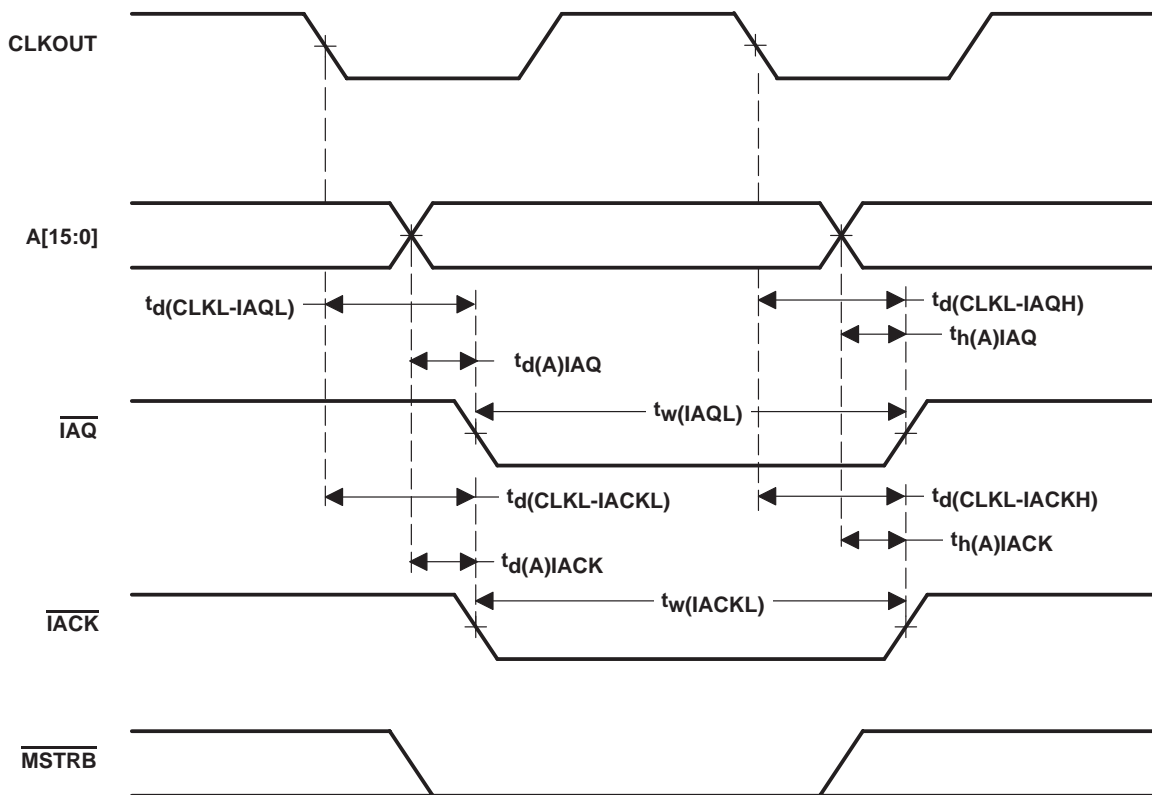 CLKOUT
A[15:0]
td(CLKL-IAQL)
td(CLKL-IAQH)
th(A)IAQ
td(A)IAQ
tw(IAQL)
IAQ
td(CLKL-IACKL)
td(CLKL-IACKH)
th(A)IACK
td(A)IACK
tw(IACKL)
IACK
MSTRB